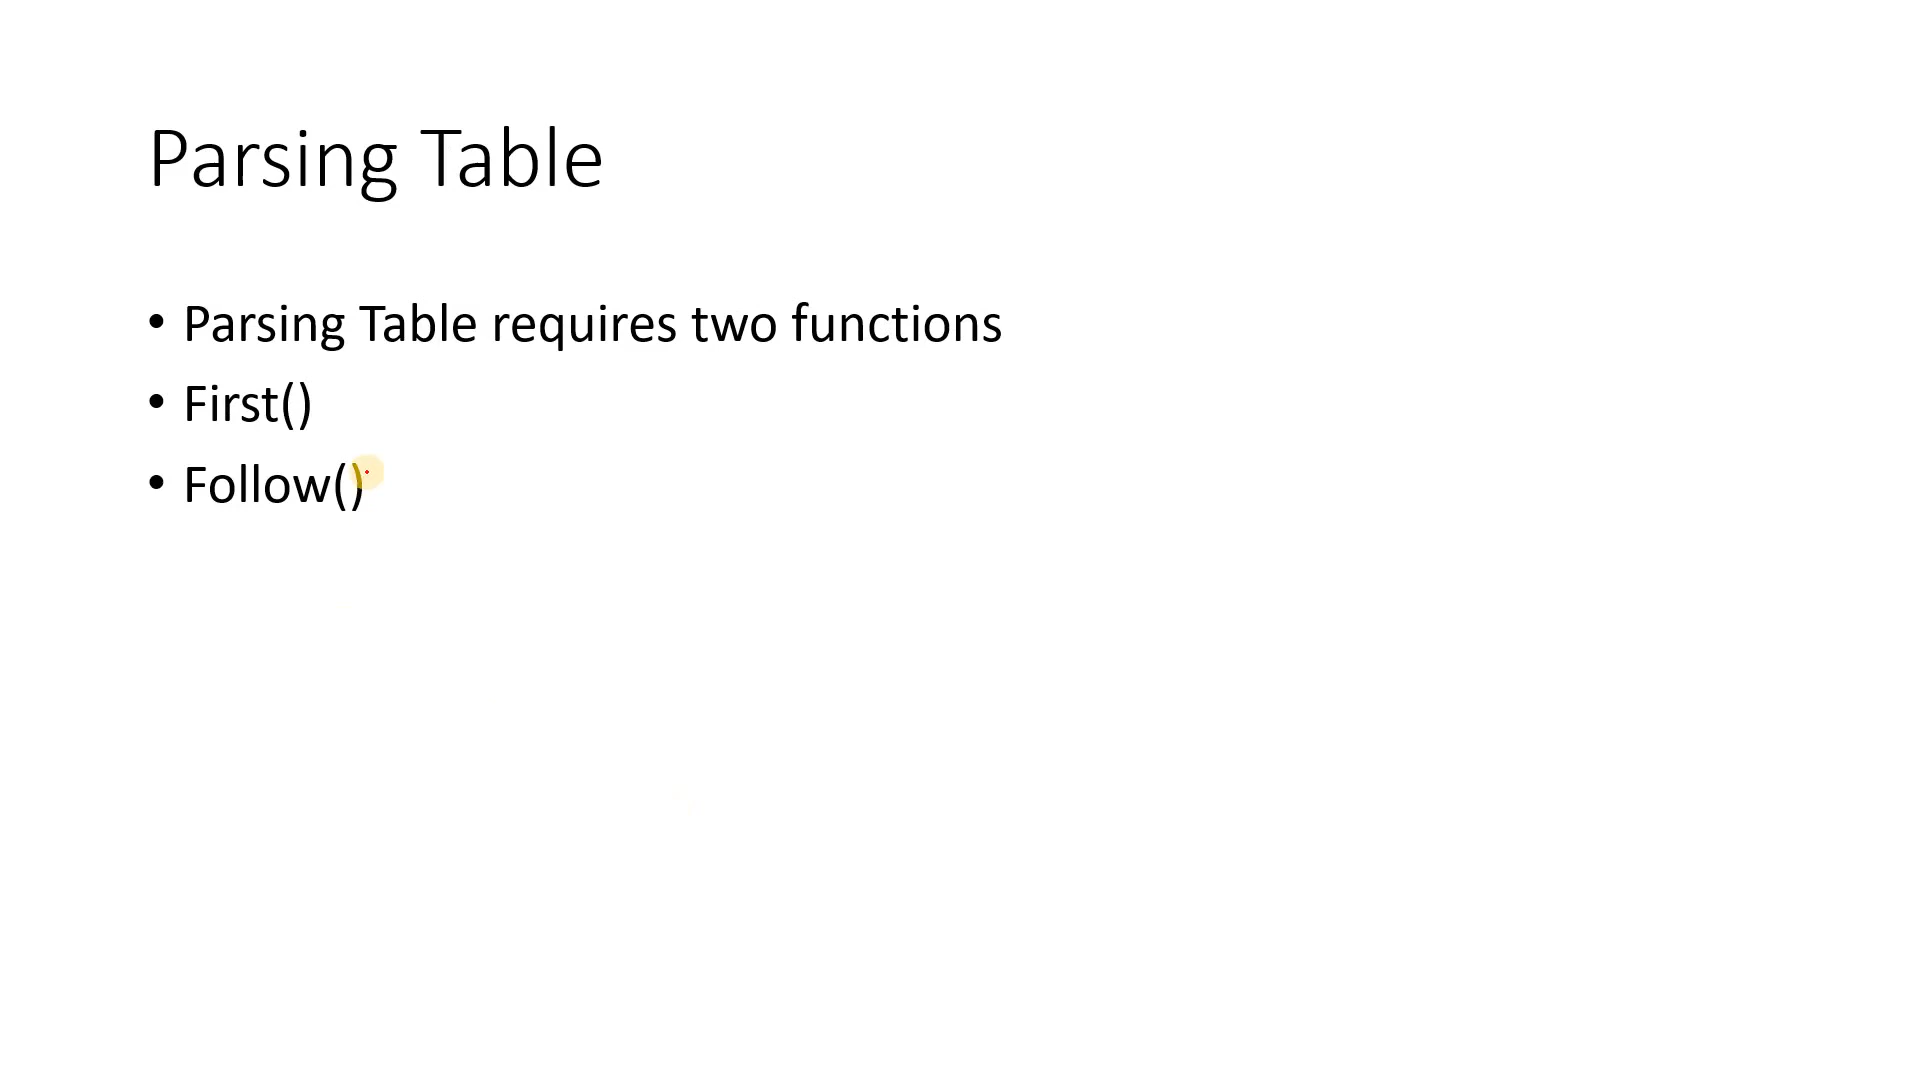 Parsing Table
• Parsing Table requires two functions
• First()
• Follow()